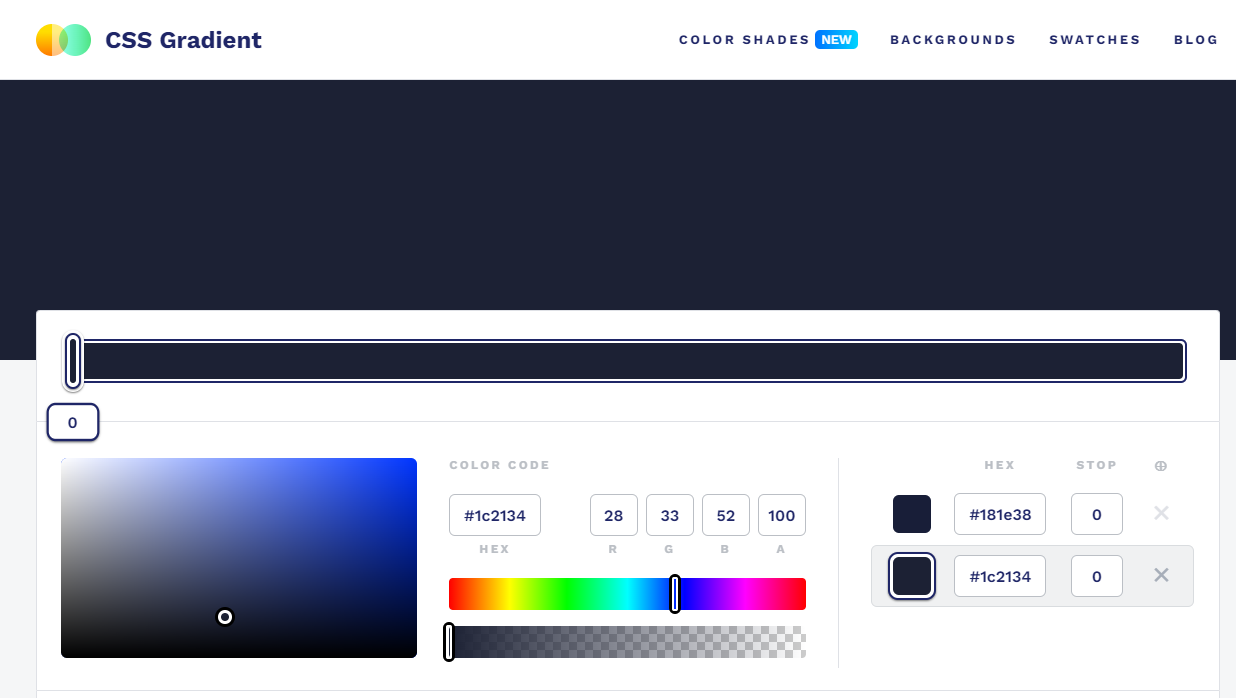 CSS Gradient
COLOR SHADES NEW BACKGROUNDS SWATCHES BLOG
0
COLOR CODE
#1c2134 28 33 52 100
HEX R G B A
HEX STOP
#181e38 0
#1c2134 0